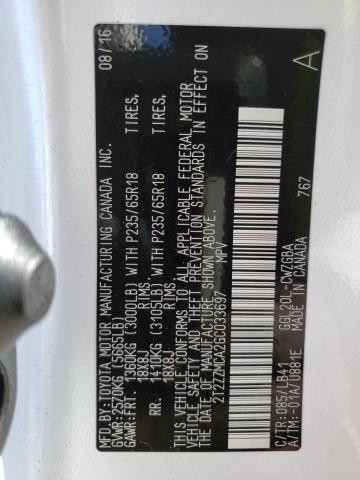 MFD. BY: TOYOTA MOTOR MANUFACTURING CANADA INC. 08/16
GVWR: 2570KG (5665LB)
GAWR: FRT. 1360KG (3000LB) WITH P235/65R18 TIRES,
18X8J RIMS
RR. 1410KG (3105LB) WITH P235/65R18 TIRES,
18X8J RIMS
THIS VEHICLE CONFORMS TO ALL APPLICABLE FEDERAL MOTOR
VEHICLE SAFETY AND THEFT PREVENTION STANDARDS IN EFFECT ON
THE DATE OF MANUFACTURE SHOWN ABOVE.
2T2ZZMCA2GC033697 MPV
A
C/TR:085/LB41 GGL20L-CWZGBA 767
A/TM:-01A/U881E MADE IN CANADA